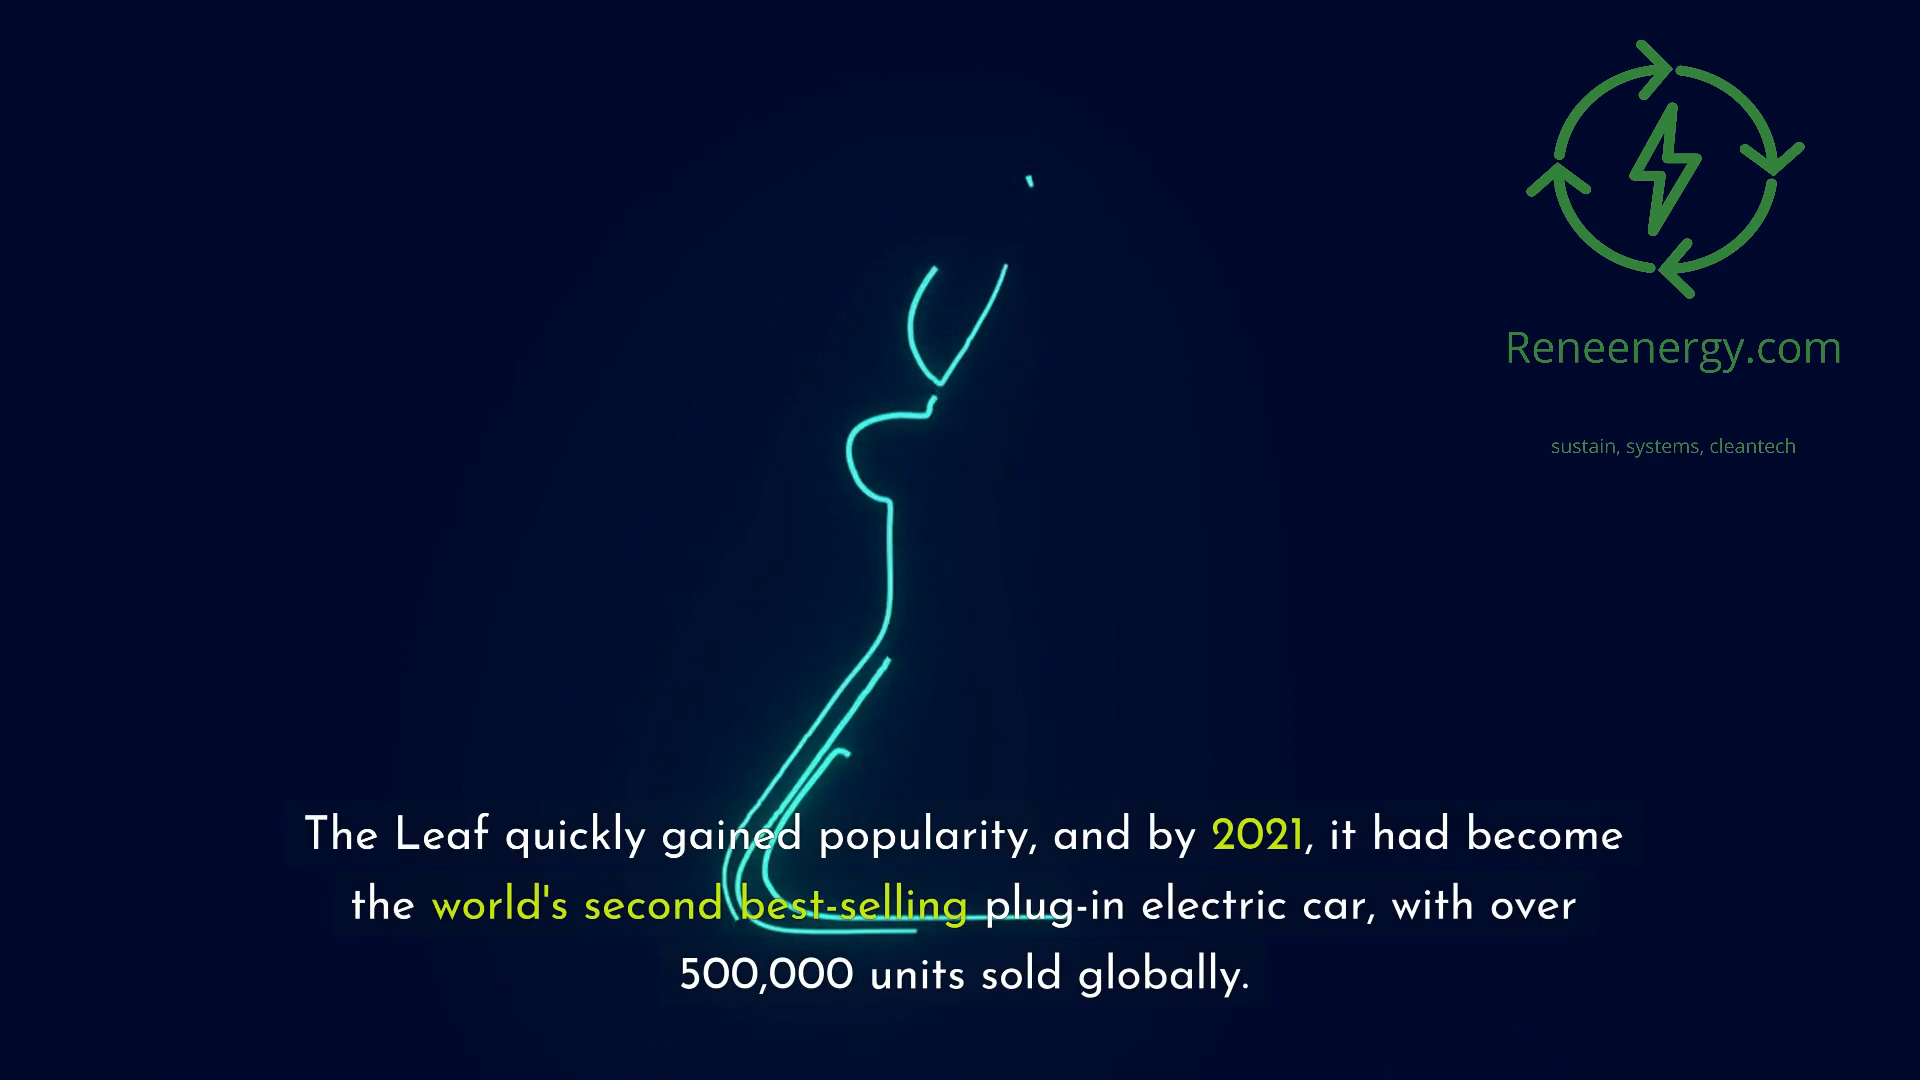 Reneenergy.com
sustain, systems, cleantech
The Leaf quickly gained popularity, and by 2021, it had become
the world's second best-selling plug-in electric car, with over
500,000 units sold globally.